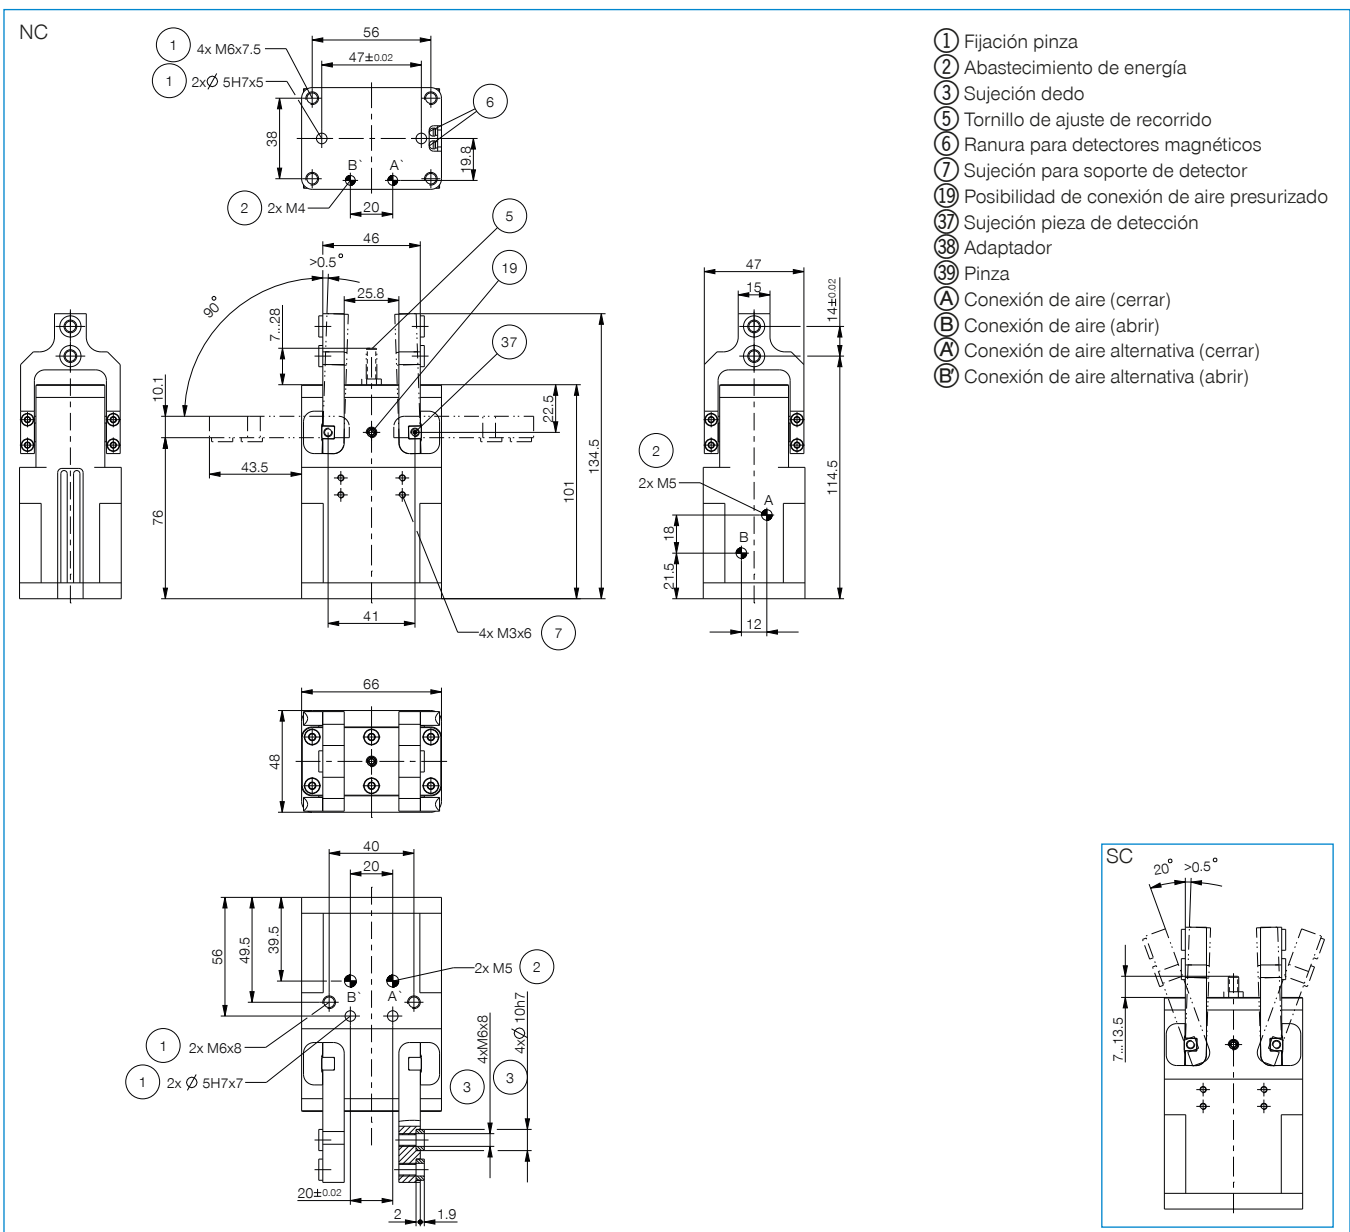 NC
56
1 4x M6x7.5
47±0.02
1 2xØ 5H7x5
6
38
19.8
B` A`
2 2x M4
20
5
46
>0.5°
19
25.8
90°
7...28
37
10.1
22.5
43.5
134.5
101
76
41
4x M3x6 7
47
15
14±0.02
2
2x M5
A
B
18
21.5
114.5
12
1 Fijación pinza
2 Abastecimiento de energía
3 Sujeción dedo
5 Tornillo de ajuste de recorrido
6 Ranura para detectores magnéticos
7 Sujeción para soporte de detector
19 Posibilidad de conexión de aire presurizado
37 Sujeción pieza de detección
38 Adaptador
39 Pinza
A Conexión de aire (cerrar)
B Conexión de aire (abrir)
A' Conexión de aire alternativa (cerrar)
B' Conexión de aire alternativa (abrir)
66
48
40
20
56
49.5
39.5
2x M5 2
B` A`
1 2x M6x8
1 2x Ø 5H7x7
4xM6x8
4xØ 10h7
3
3
20±0.02
2
1.9
SC
20° >0.5°
7...13.5